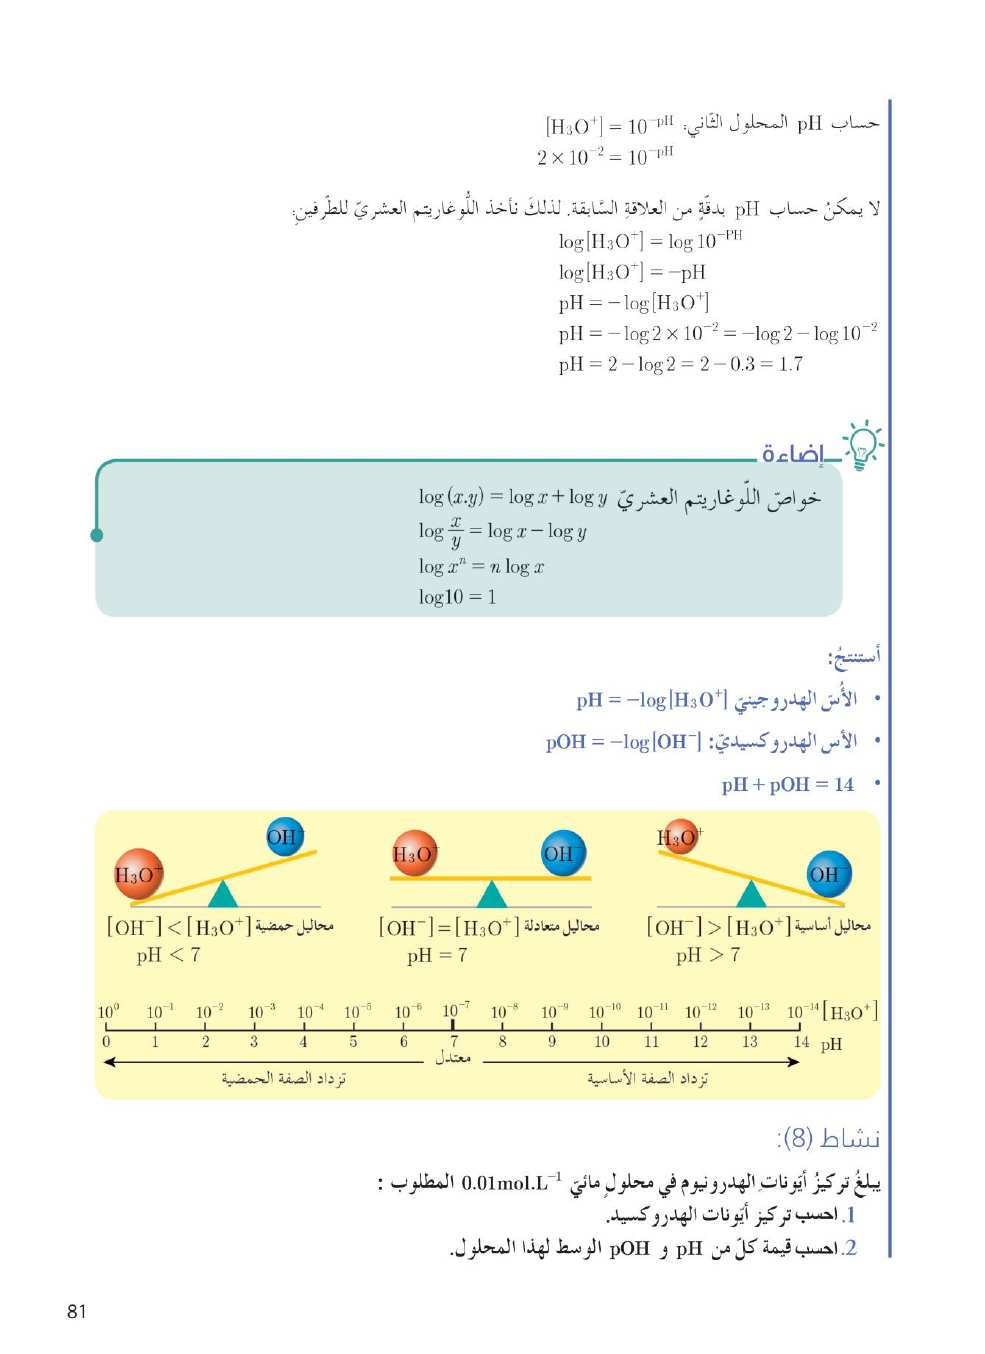 حساب pH المحلول الثّاني: [H₃O⁺] = 10⁻ᵖᴴ
2 × 10⁻² = 10⁻ᵖᴴ
لا يمكنُ حساب pH بدقّةٍ من العلاقةِ السَّابقة. لذلكَ نأخذ اللُّوغاريتم العشريّ للطّرفينِ:
log[H₃O⁺] = log 10⁻ᴾᴴ
log[H₃O⁺] = −pH
pH = − log[H₃O⁺]
pH = − log 2 × 10⁻² = −log 2 − log 10⁻²
pH = 2 − log 2 = 2 − 0.3 = 1.7
إضاءة
خواصّ اللّوغاريتم العشريّ log (x.y) = log x + log y
log x/y = log x − log y
log xⁿ = n log x
log10 = 1
أستنتجُ:
• الأُسّ الهدروجينيّ pH = −log[H₃O⁺]
• الأس الهدروكسيديّ: pOH = −log[OH⁻]
• pH + pOH = 14
H₃O⁺ OH⁻ H₃O⁺ OH⁻ H₃O⁺ OH⁻
محاليل أساسية [OH⁻] > [H₃O⁺] محاليل متعادلة [OH⁻] = [H₃O⁺] محاليل حمضية [OH⁻] < [H₃O⁺]
pH > 7 pH = 7 pH < 7
10⁰ 10⁻¹ 10⁻² 10⁻³ 10⁻⁴ 10⁻⁵ 10⁻⁶ 10⁻⁷ 10⁻⁸ 10⁻⁹ 10⁻¹⁰ 10⁻¹¹ 10⁻¹² 10⁻¹³ 10⁻¹⁴ [H₃O⁺]
0 1 2 3 4 5 6 7 8 9 10 11 12 13 14 pH
معتدل
تزداد الصفة الأساسية تزداد الصفة الحمضية
نشاط (8):
يبلغُ تركيزُ أيّونات الهدرونيوم في محلولٍ مائيّ 0.01mol.L⁻¹ المطلوب :
1. احسب تركيز أيّونات الهدروكسيد.
2. احسب قيمة كلّ من pH و pOH الوسط لهذا المحلول.
81